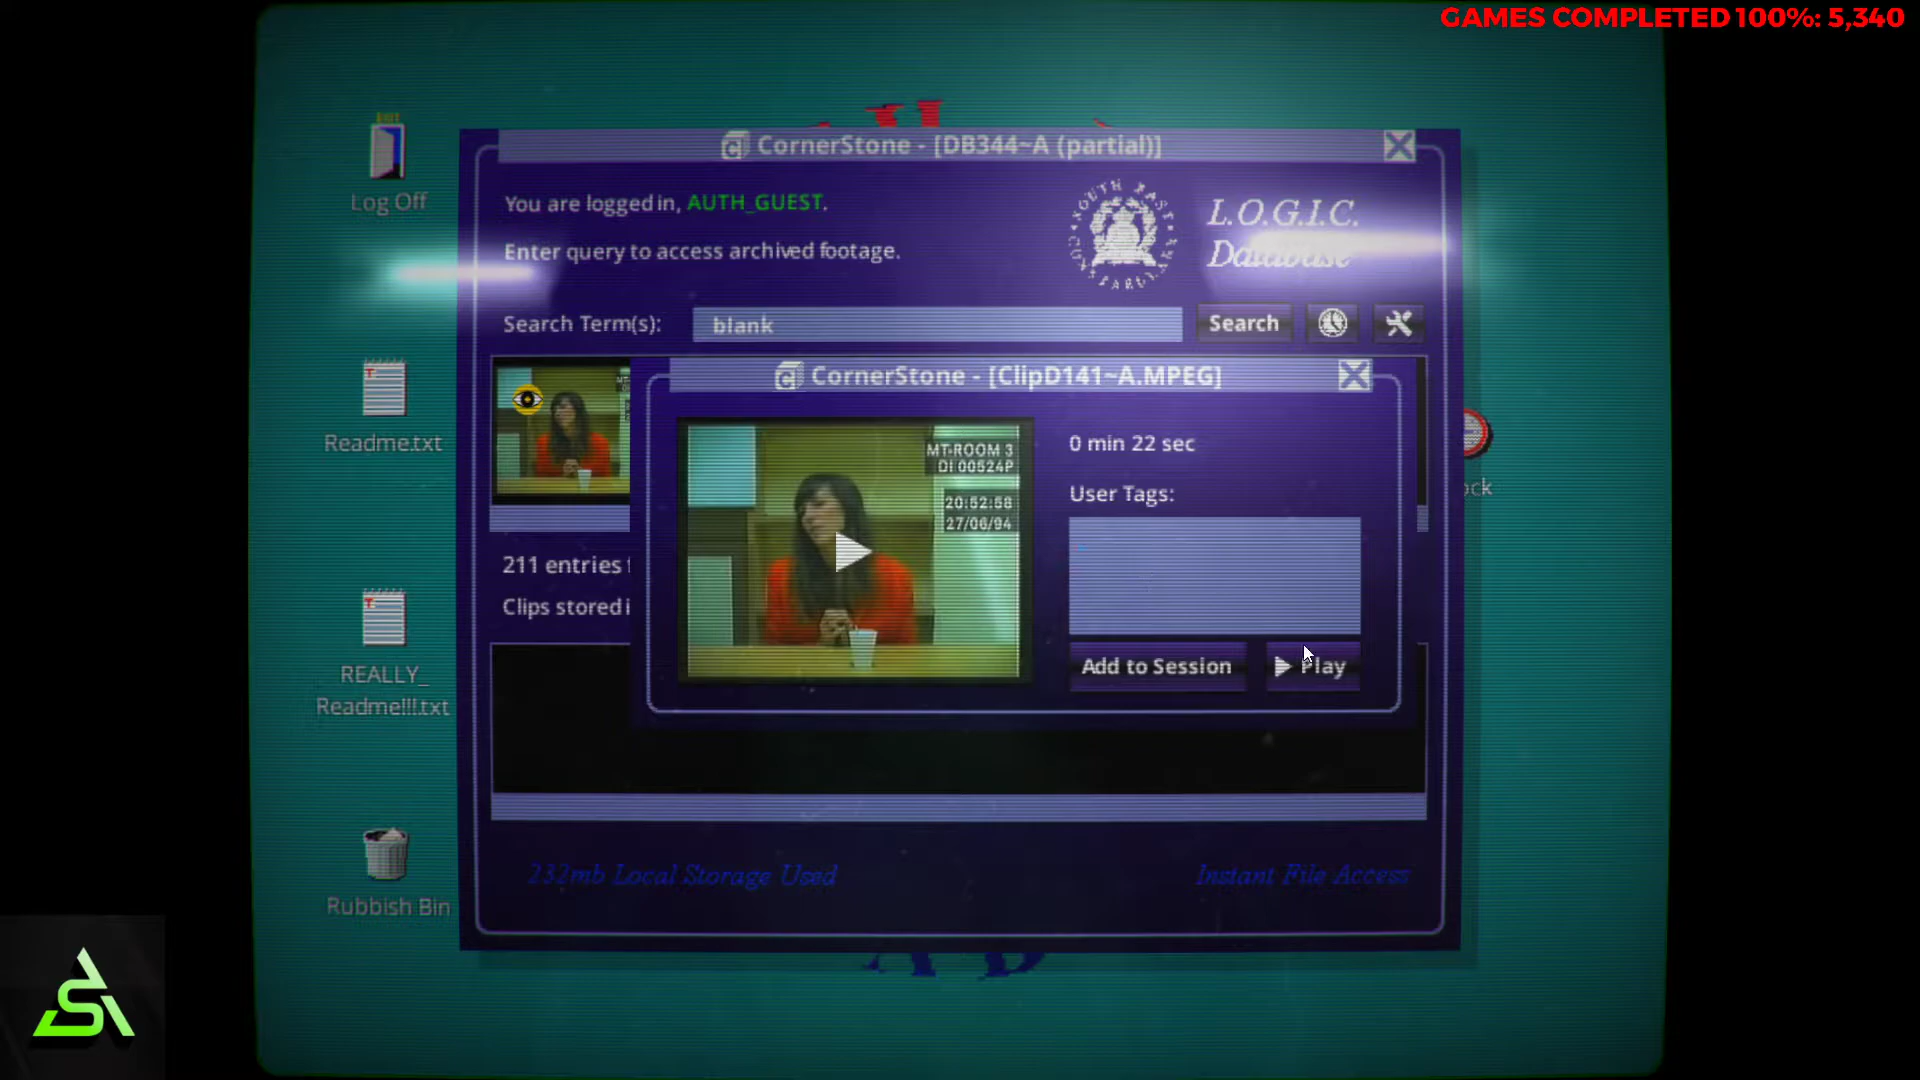 GAMES COMPLETED 100%: 5,340
CornerStone - [DB344~A (partial)]
Log Off
You are logged in, AUTH_GUEST.
Enter query to access archived footage.
L.O.G.I.C.
Database
Search Term(s):
blank
Search
CornerStone - [ClipD141~A.MPEG]
Readme.txt
MT-ROOM 3
DI 00524P
20:52:58
27/06/94
0 min 22 sec
User Tags:
211 entries
Clips stored i
Add to Session
Play
REALLY_
Readme!!!.txt
232mb Local Storage Used
Instant File Access
Rubbish Bin